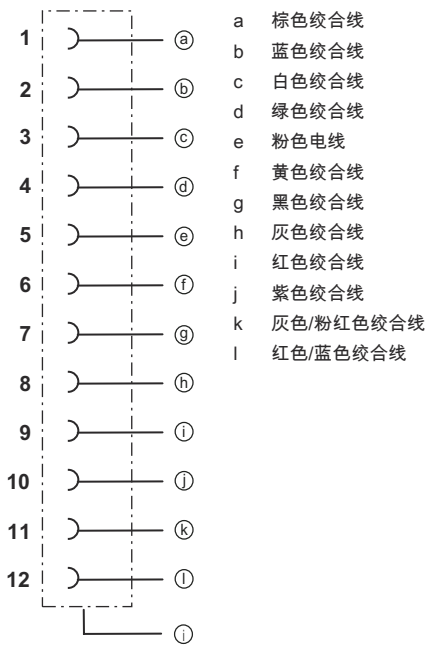 1 ⓐ
2 ⓑ
3 ⓒ
4 ⓓ
5 ⓔ
6 ⓕ
7 ⓖ
8 ⓗ
9 ⓘ
10 ⓙ
11 ⓚ
12 ⓛ
ⓘ
a 棕色绞合线
b 蓝色绞合线
c 白色绞合线
d 绿色绞合线
e 粉色电线
f 黄色绞合线
g 黑色绞合线
h 灰色绞合线
i 红色绞合线
j 紫色绞合线
k 灰色/粉红色绞合线
l 红色/蓝色绞合线